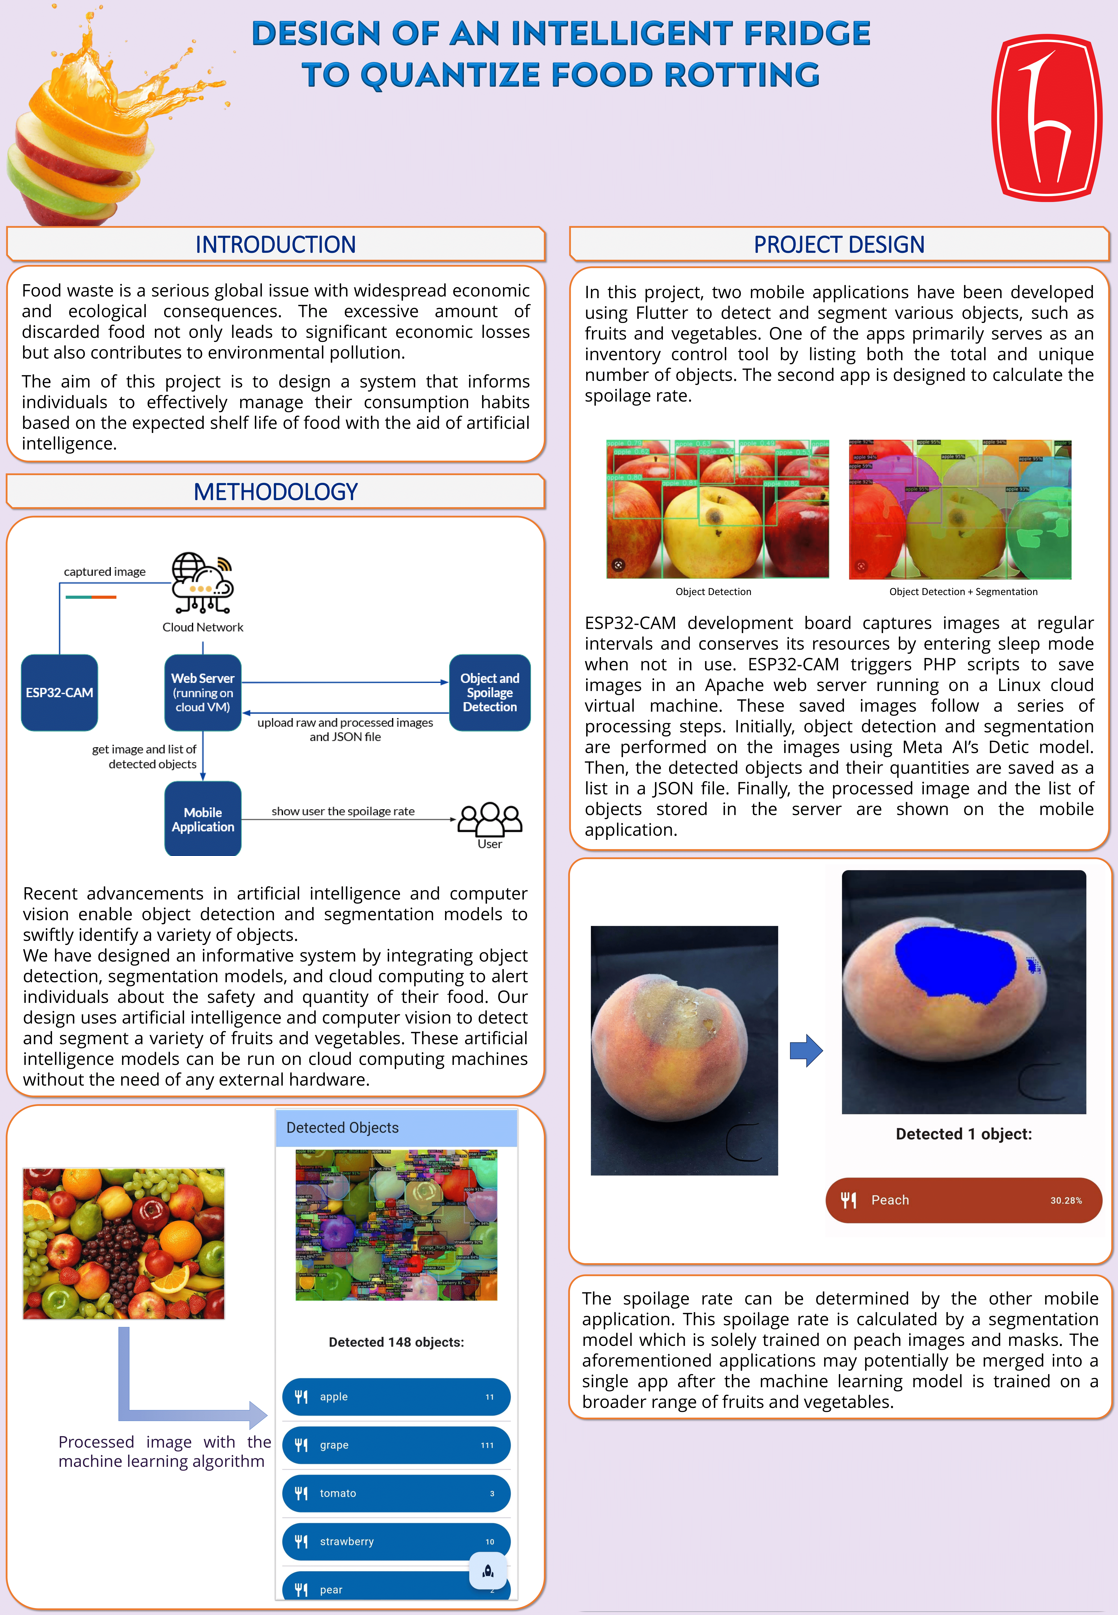 DESIGN OF AN INTELLIGENT FRIDGE
TO QUANTIZE FOOD ROTTING
INTRODUCTION
Food waste is a serious global issue with widespread economic
and ecological consequences. The excessive amount of
discarded food not only leads to significant economic losses
but also contributes to environmental pollution.
The aim of this project is to design a system that informs
individuals to effectively manage their consumption habits
based on the expected shelf life of food with the aid of artificial
intelligence.
METHODOLOGY
captured image
Cloud Network
ESP32-CAM
Web Server
(running on
cloud VM)
Object and
Spoilage
Detection
upload raw and processed images
and JSON file
get image and list of
detected objects
Mobile
Application
show user the spoilage rate
User
Recent advancements in artificial intelligence and computer
vision enable object detection and segmentation models to
swiftly identify a variety of objects.
We have designed an informative system by integrating object
detection, segmentation models, and cloud computing to alert
individuals about the safety and quantity of their food. Our
design uses artificial intelligence and computer vision to detect
and segment a variety of fruits and vegetables. These artificial
intelligence models can be run on cloud computing machines
without the need of any external hardware.
Detected Objects
Detected 148 objects:
apple 11
grape 111
tomato 3
strawberry 10
pear 2
Processed image with the
machine learning algorithm
PROJECT DESIGN
In this project, two mobile applications have been developed
using Flutter to detect and segment various objects, such as
fruits and vegetables. One of the apps primarily serves as an
inventory control tool by listing both the total and unique
number of objects. The second app is designed to calculate the
spoilage rate.
Object Detection
Object Detection + Segmentation
ESP32-CAM development board captures images at regular
intervals and conserves its resources by entering sleep mode
when not in use. ESP32-CAM triggers PHP scripts to save
images in an Apache web server running on a Linux cloud
virtual machine. These saved images follow a series of
processing steps. Initially, object detection and segmentation
are performed on the images using Meta AI’s Detic model.
Then, the detected objects and their quantities are saved as a
list in a JSON file. Finally, the processed image and the list of
objects stored in the server are shown on the mobile
application.
Detected 1 object:
Peach 30.28%
The spoilage rate can be determined by the other mobile
application. This spoilage rate is calculated by a segmentation
model which is solely trained on peach images and masks. The
aforementioned applications may potentially be merged into a
single app after the machine learning model is trained on a
broader range of fruits and vegetables.